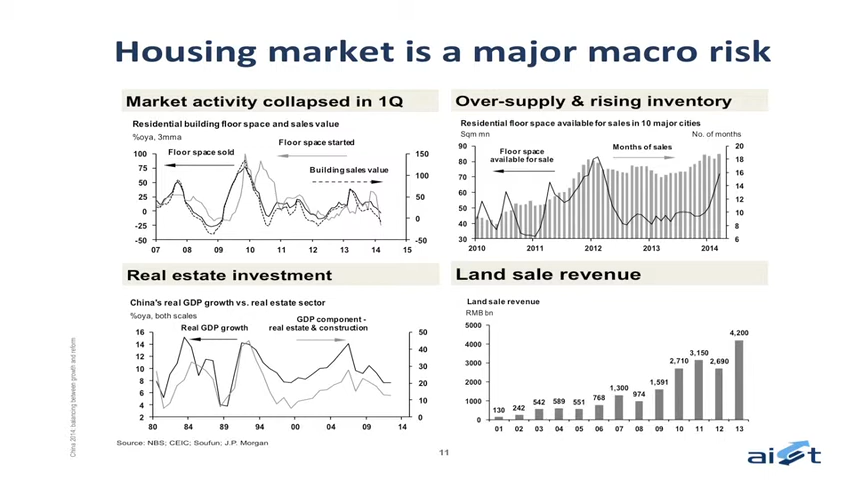 Housing market is a major macro risk
Market activity collapsed in 1Q
Residential building floor space and sales value
%oya, 3mma
Floor space started
Floor space sold
Building sales value
100
75
50
25
0
-25
-50
150
100
50
0
-50
07 08 09 10 11 12 13 14 15
Over-supply & rising inventory
Residential floor space available for sales in 10 major cities
Sqm mn
No. of months
Floor space
available for sale
Months of sales
90
80
70
60
50
40
30
20
18
16
14
12
10
8
6
2010 2011 2012 2013 2014
Real estate investment
China's real GDP growth vs. real estate sector
%oya, both scales
Real GDP growth
GDP component -
real estate & construction
16
14
12
10
8
6
4
2
50
40
30
20
10
0
80 84 89 94 00 04 09 14
Land sale revenue
Land sale revenue
RMB bn
5000
4000
3000
2000
1000
0
130 242 542 589 551 768 1,300 974 1,591 2,710 3,150 2,690 4,200
01 02 03 04 05 06 07 08 09 10 11 12 13
Source: NBS; CEIC; Soufun; J.P. Morgan
China 2014: balancing between growth and reform
11
aist